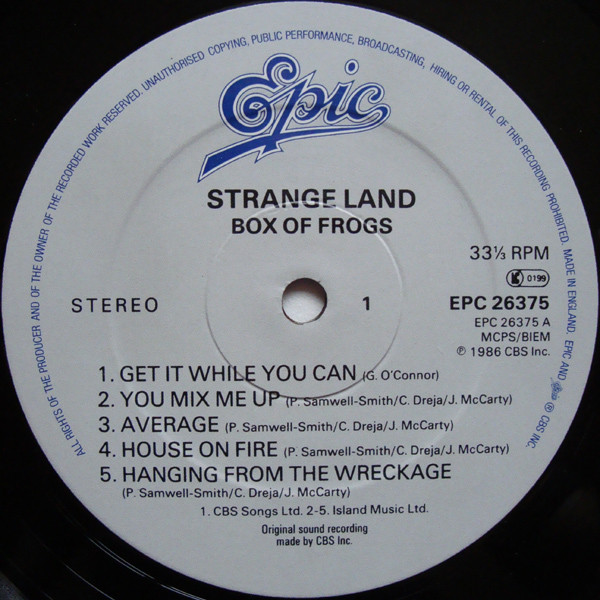 ALL RIGHTS OF THE PRODUCER AND OF THE OWNER OF THE RECORDED WORK RESERVED. UNAUTHORISED COPYING, PUBLIC PERFORMANCE, BROADCASTING, HIRING OR RENTAL OF THIS RECORDING PROHIBITED. MADE IN ENGLAND. EPIC AND Epic ® CBS INC.
Epic
STRANGE LAND
BOX OF FROGS
33⅓ RPM
0199
STEREO
1
EPC 26375
EPC 26375 A
MCPS/BIEM
℗ 1986 CBS Inc.
1. GET IT WHILE YOU CAN (G. O'Connor)
2. YOU MIX ME UP (P. Samwell-Smith/C. Dreja/J. McCarty)
3. AVERAGE (P. Samwell-Smith/C. Dreja/J. McCarty)
4. HOUSE ON FIRE (P. Samwell-Smith/C. Dreja/J. McCarty)
5. HANGING FROM THE WRECKAGE
(P. Samwell-Smith/C. Dreja/J. McCarty)
1. CBS Songs Ltd. 2-5. Island Music Ltd.
Original sound recording
made by CBS Inc.